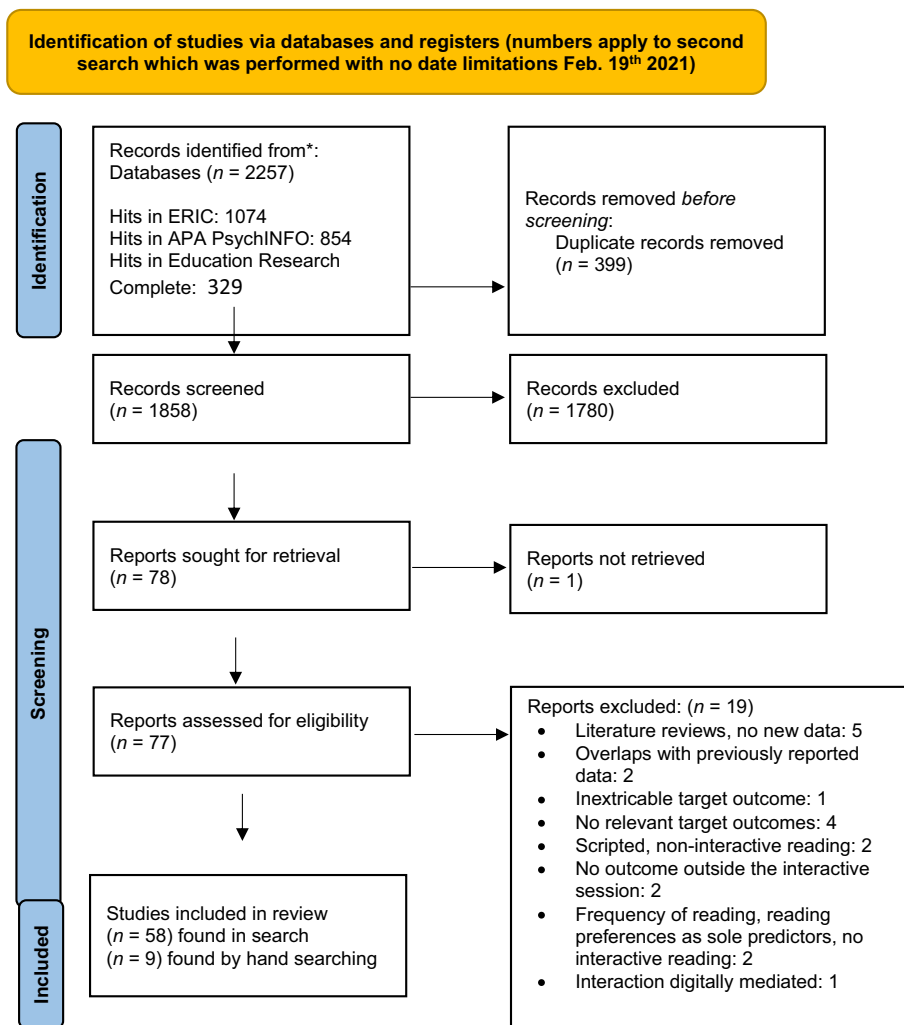 Identification of studies via databases and registers (numbers apply to second
search which was performed with no date limitations Feb. 19th 2021)
Identification
Records identified from*:
Databases (n = 2257)
Hits in ERIC: 1074
Hits in APA PsychINFO: 854
Hits in Education Research
Complete: 329
Records removed before
screening:
Duplicate records removed
(n = 399)
Records screened
(n = 1858)
Records excluded
(n = 1780)
Screening
Reports sought for retrieval
(n = 78)
Reports not retrieved
(n = 1)
Reports assessed for eligibility
(n = 77)
Reports excluded: (n = 19)
• Literature reviews, no new data: 5
• Overlaps with previously reported
data: 2
• Inextricable target outcome: 1
• No relevant target outcomes: 4
• Scripted, non-interactive reading: 2
• No outcome outside the interactive
session: 2
• Frequency of reading, reading
preferences as sole predictors, no
interactive reading: 2
• Interaction digitally mediated: 1
Included
Studies included in review
(n = 58) found in search
(n = 9) found by hand searching